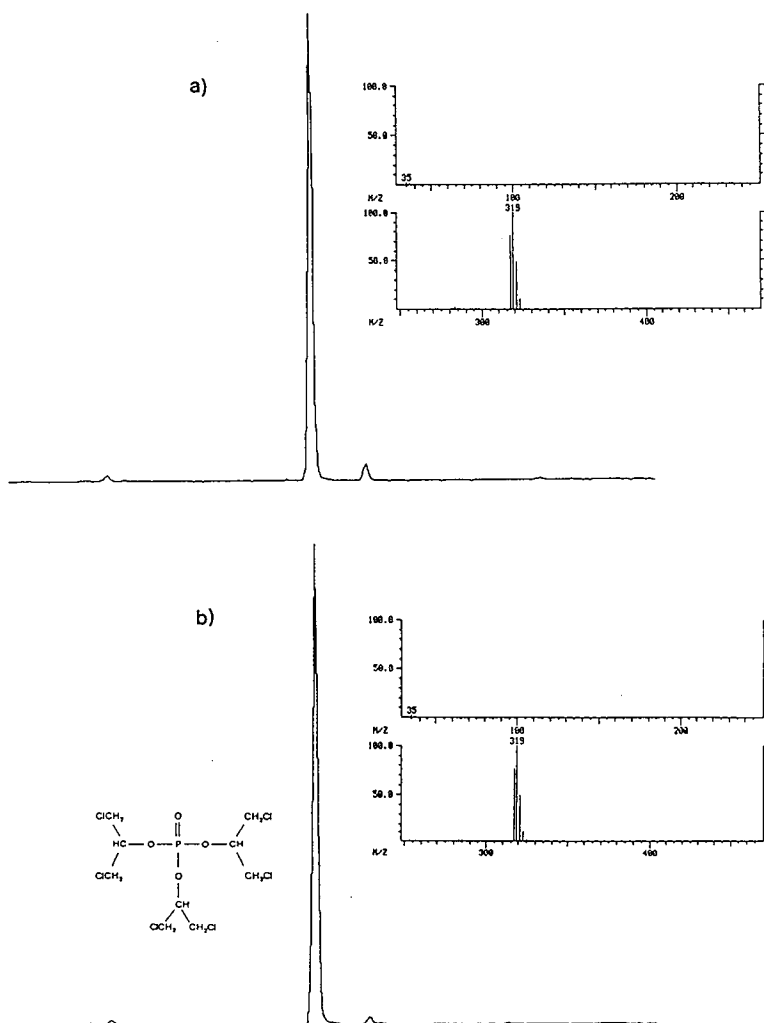 a)
100.0
50.0
35
M/Z 100 200
319
100.0
50.0
M/Z 300 400
b)
100.0
50.0
35
M/Z 100 200
319
100.0
50.0
M/Z 300 400
ClCH2 O CH2Cl
HC O P O CH
ClCH2 O CH2Cl
CH
ClCH2 CH2Cl